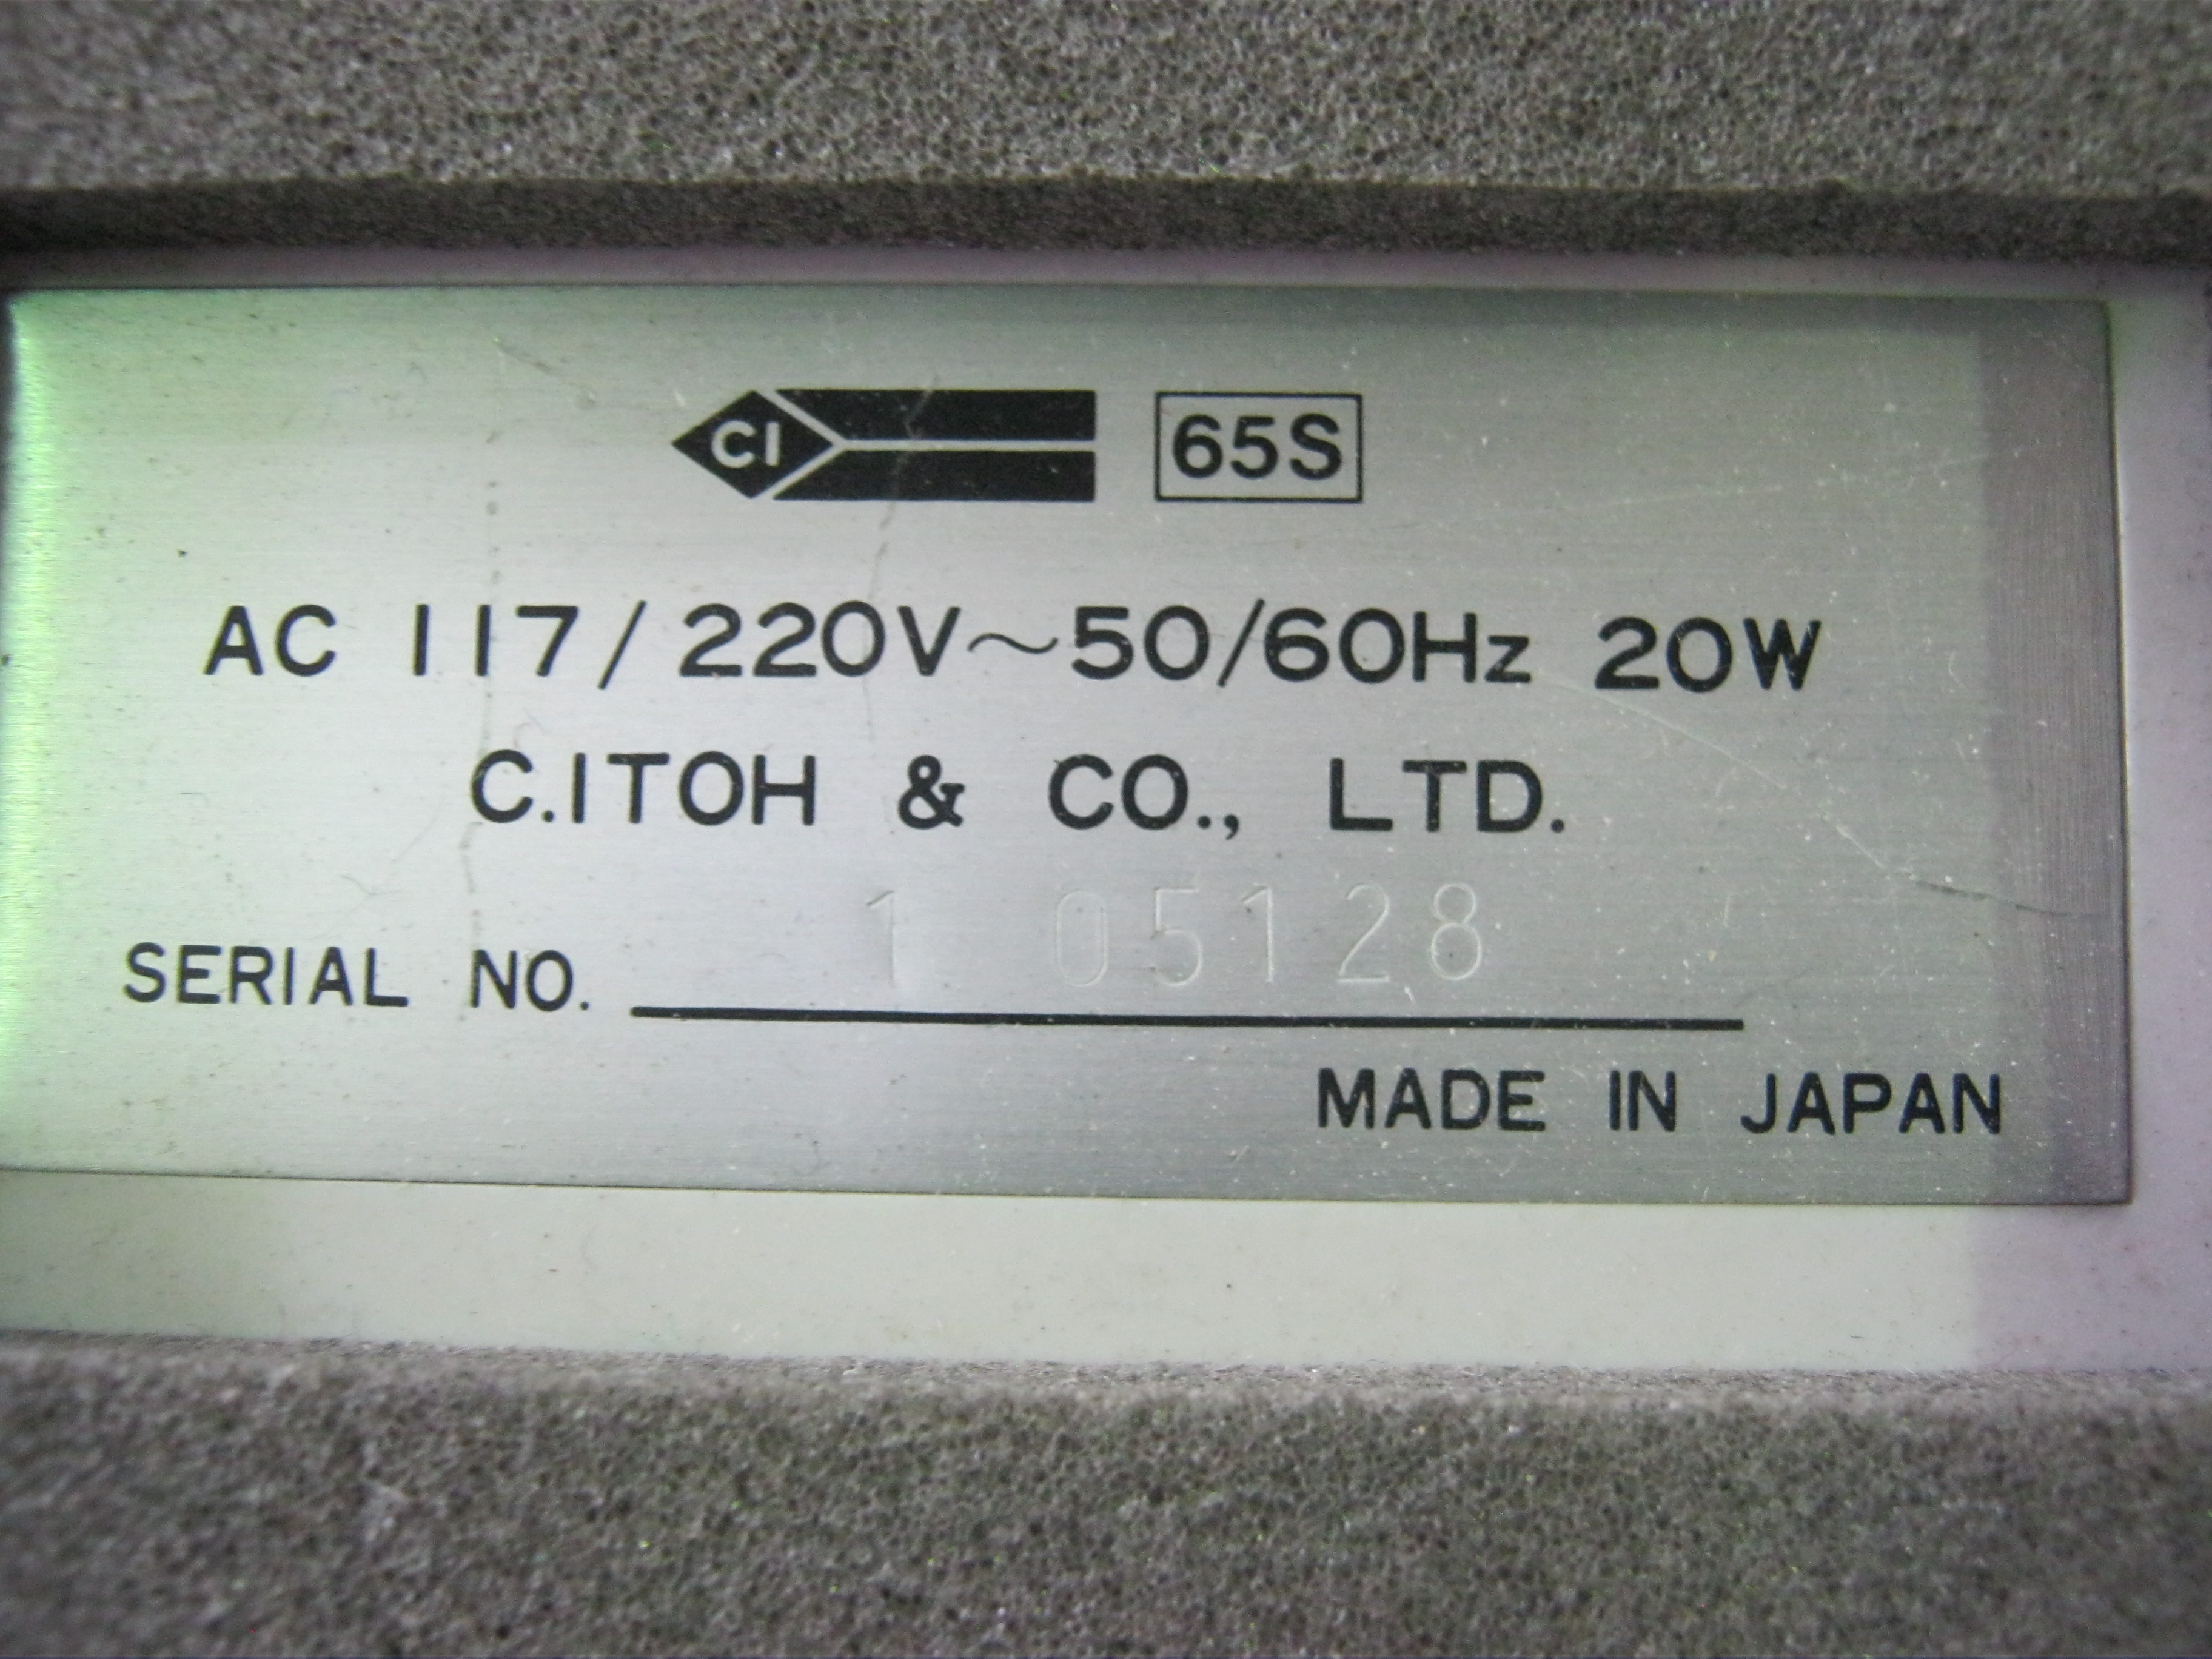 CI 65S
AC 117/220V~50/60Hz 20W
C.ITOH & CO., LTD.
SERIAL NO. 1 05128
MADE IN JAPAN